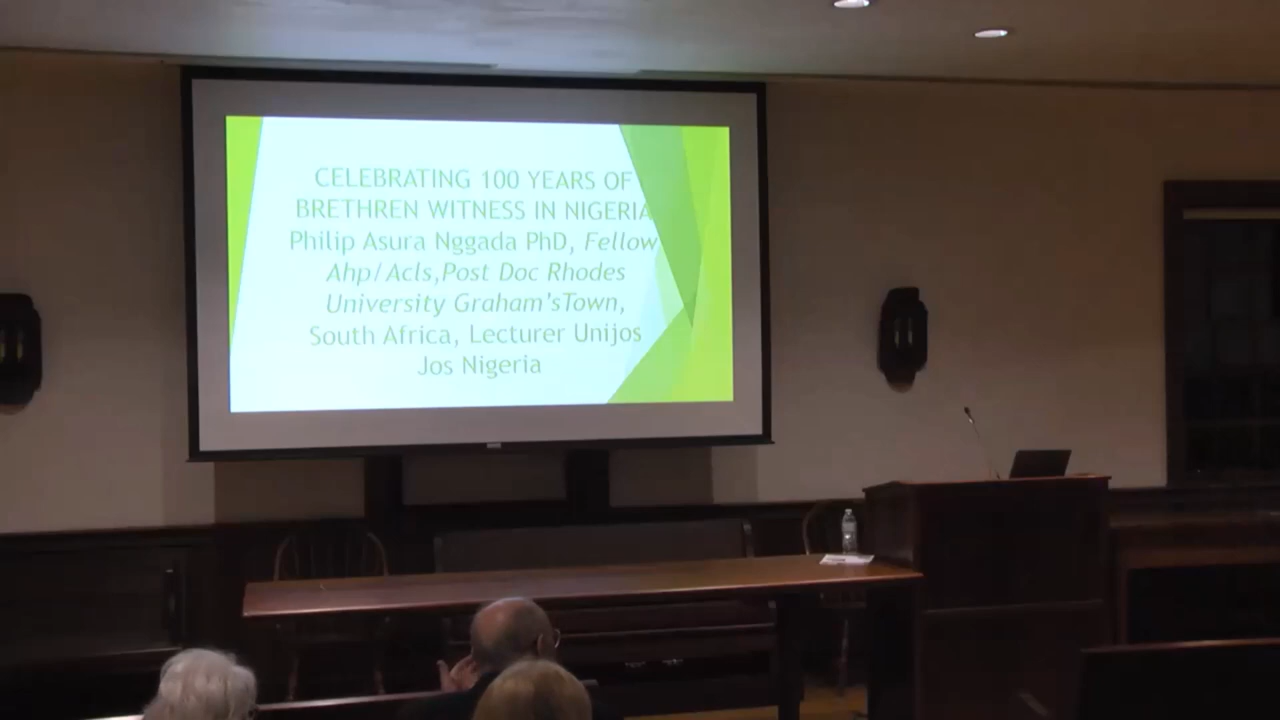 CELEBRATING 100 YEARS OF
BRETHREN WITNESS IN NIGERIA
Philip Asura Nggada PhD, Fellow
Ahp/Acls,Post Doc Rhodes
University Graham'sTown,
South Africa, Lecturer Unijos
Jos Nigeria